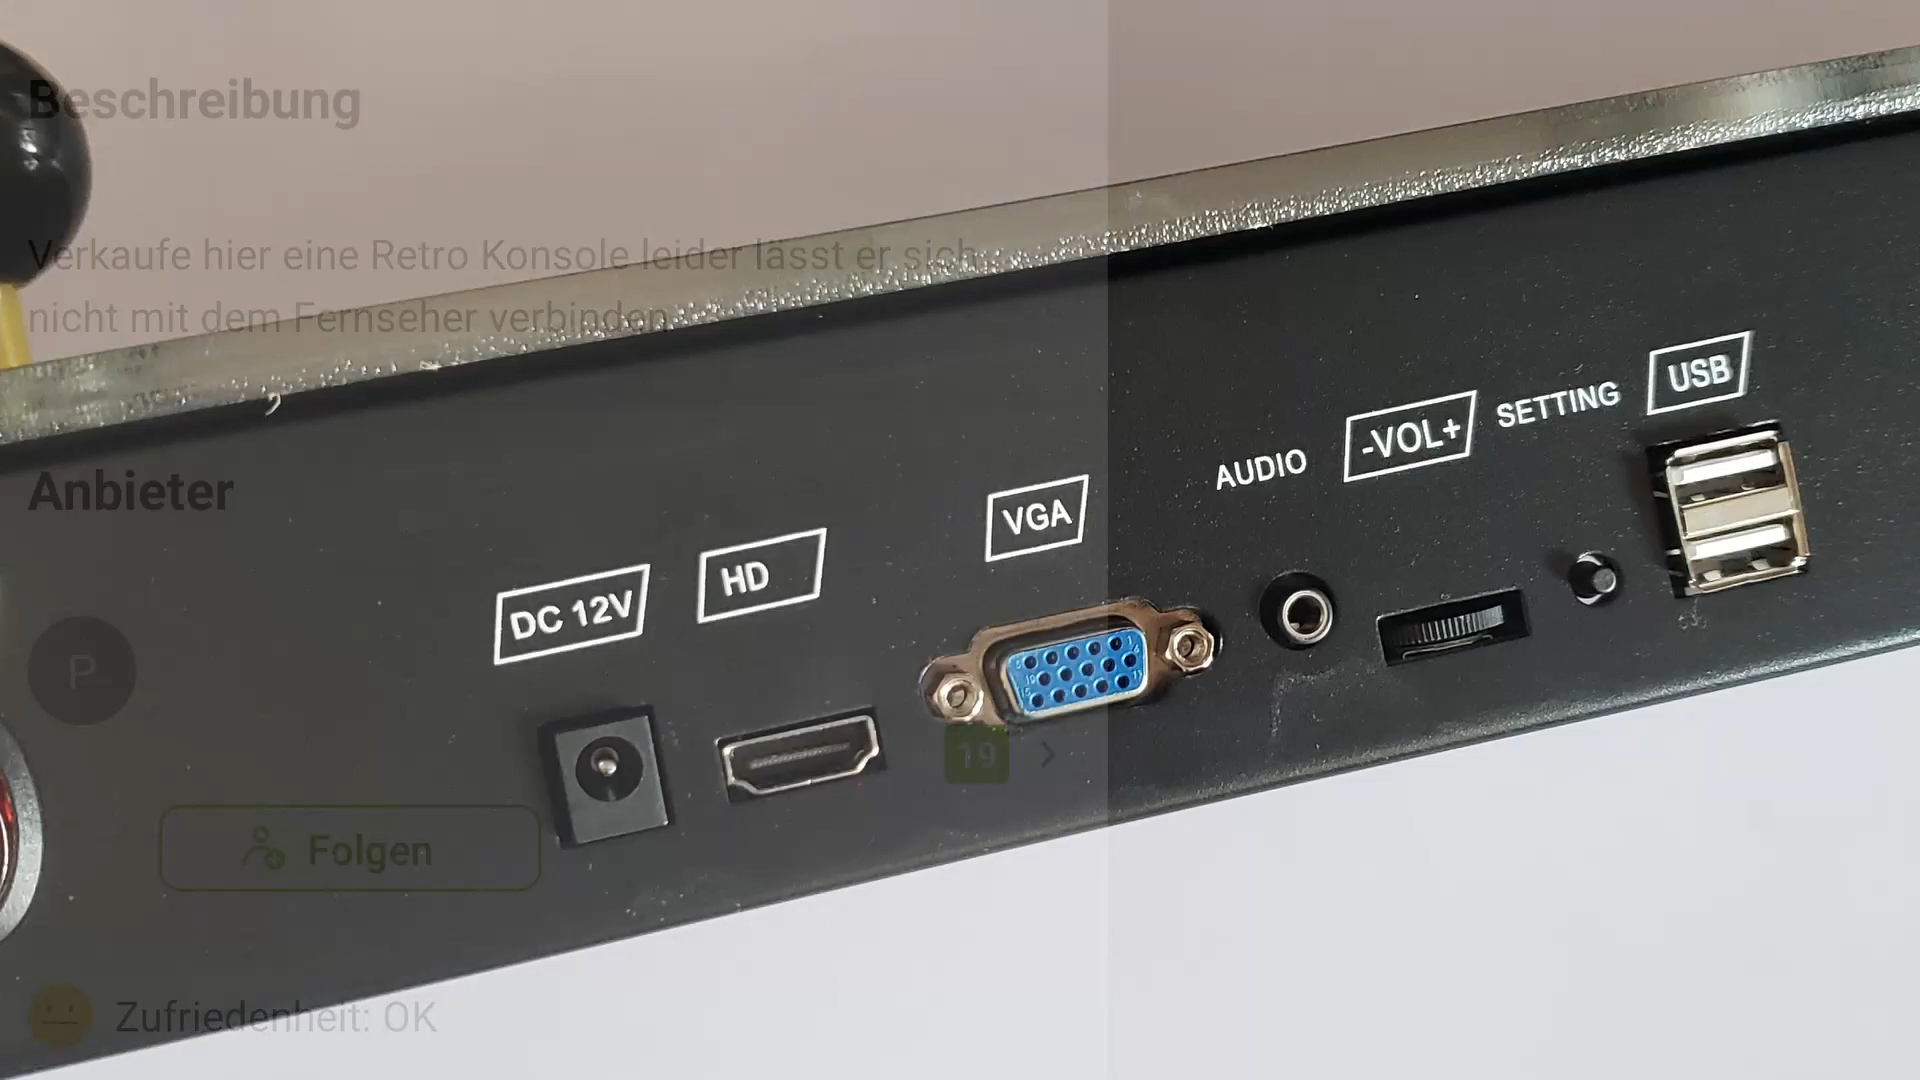 Beschreibung
Verkaufe hier eine Retro Konsole leider lässt er sich
nicht mit dem Fernseher verbinden
Anbieter
P
19
Folgen
Zufriedenheit: OK
DC 12V
HD
VGA
AUDIO
-VOL+
SETTING
USB